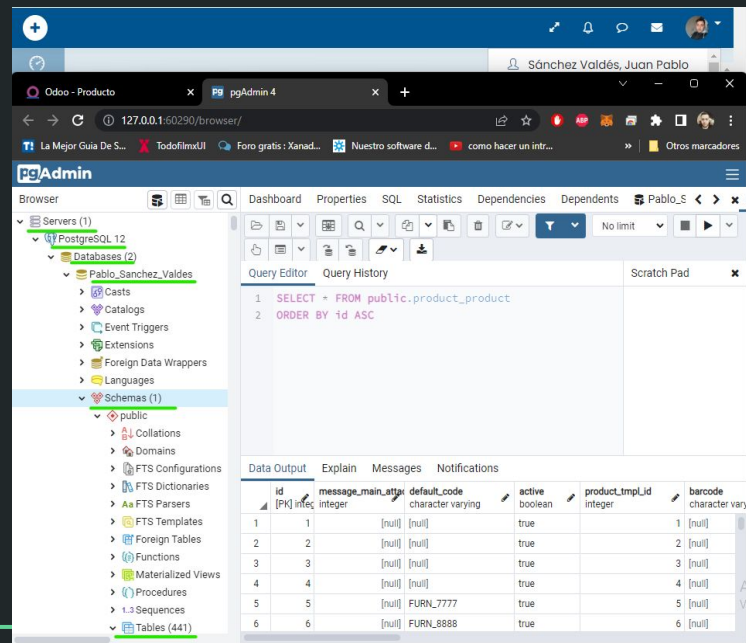 Sánchez Valdés, Juan Pablo
Odoo - Producto
pgAdmin 4
127.0.0.1:60290/browser/
ABP
T! La Mejor Guia De S...
TodofilmxUI
Foro gratis : Xanad...
Nuestro software d...
como hacer un intr...
»
Otros marcadores
pgAdmin
Browser
Dashboard Properties SQL Statistics Dependencies Dependents Pablo_S
Servers (1)
PostgreSQL 12
Databases (2)
Pablo_Sanchez_Valdes
Casts
Catalogs
Event Triggers
Extensions
Foreign Data Wrappers
Languages
Schemas (1)
public
Collations
Domains
FTS Configurations
FTS Dictionaries
Aa FTS Parsers
FTS Templates
Foreign Tables
Functions
Materialized Views
Procedures
1..3 Sequences
Tables (441)
No limit
Query Editor Query History
Scratch Pad
1 SELECT * FROM public.product_product
2 ORDER BY id ASC
Data Output Explain Messages Notifications
id message_main_attac default_code active product_tmpl_id barcode
[PK] integ integer character varying boolean integer character vary
1 1 [null] [null] true 1 [null]
2 2 [null] [null] true 2 [null]
3 3 [null] [null] true 3 [null]
4 4 [null] [null] true 4 [null]
5 5 [null] FURN_7777 true 5 [null]
6 6 [null] FURN_8888 true 6 [null]